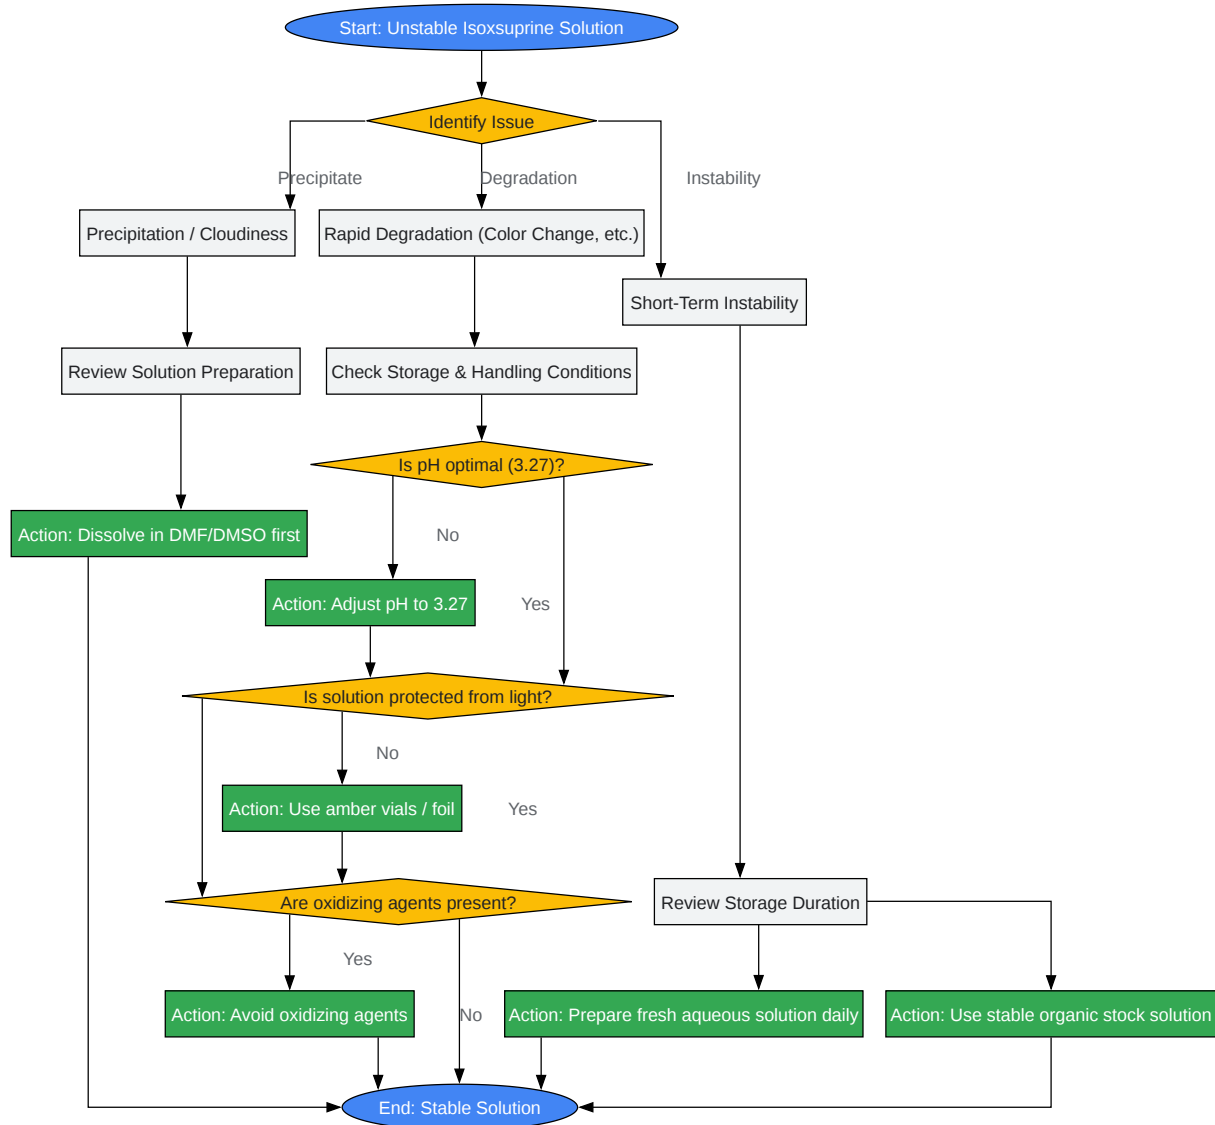 Start: Unstable Isoxsuprine Solution
Identify Issue
Precipitate
Degradation
Instability
Precipitation / Cloudiness
Rapid Degradation (Color Change, etc.)
Short-Term Instability
Review Solution Preparation
Check Storage & Handling Conditions
Is pH optimal (3.27)?
Action: Dissolve in DMF/DMSO first
No
Action: Adjust pH to 3.27
Yes
Is solution protected from light?
No
Action: Use amber vials / foil
Yes
Are oxidizing agents present?
Review Storage Duration
Yes
Action: Avoid oxidizing agents
No
Action: Prepare fresh aqueous solution daily
Action: Use stable organic stock solution
End: Stable Solution